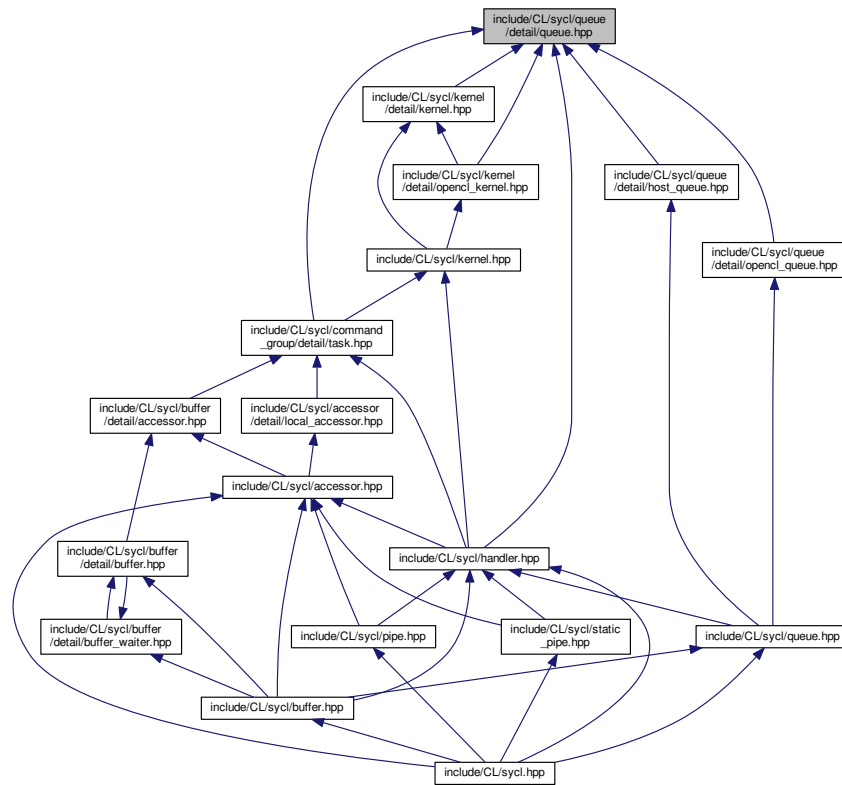 include/CL/sycl/queue
/detail/queue.hpp
include/CL/sycl/kernel
/detail/kernel.hpp
include/CL/sycl/kernel
/detail/opencl_kernel.hpp
include/CL/sycl/queue
/detail/host_queue.hpp
include/CL/sycl/kernel.hpp
include/CL/sycl/queue
/detail/opencl_queue.hpp
include/CL/sycl/command
_group/detail/task.hpp
include/CL/sycl/buffer
/detail/accessor.hpp
include/CL/sycl/accessor
/detail/local_accessor.hpp
include/CL/sycl/accessor.hpp
include/CL/sycl/buffer
/detail/buffer.hpp
include/CL/sycl/handler.hpp
include/CL/sycl/buffer
/detail/buffer_waiter.hpp
include/CL/sycl/pipe.hpp
include/CL/sycl/static
_pipe.hpp
include/CL/sycl/queue.hpp
include/CL/sycl/buffer.hpp
include/CL/sycl.hpp